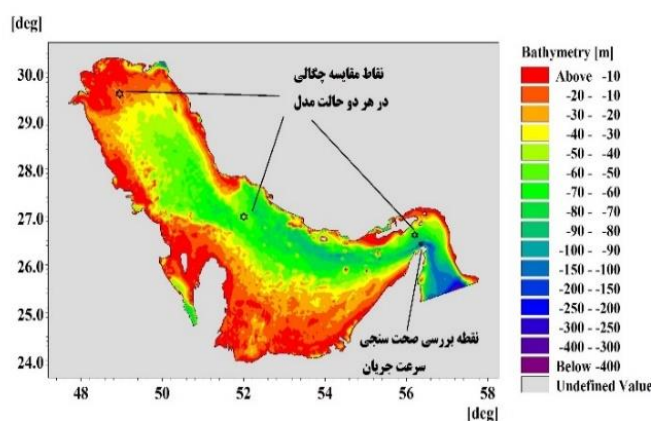 [deg]
Bathymetry [m]
Above -10
-20 - -10
-30 - -20
-40 - -30
-50 - -40
-60 - -50
-70 - -60
-80 - -70
-90 - -80
-100 - -90
-150 - -100
-200 - -150
-250 - -200
-300 - -250
-400 - -300
Below -400
Undefined Value
30.0
29.0
28.0
27.0
26.0
25.0
24.0
نقاط مقایسه چگالی
در هر دو حالت مدل
نقطه بررسی صحت سنجی
سرعت جریان
48
50
52
54
56
58
[deg]